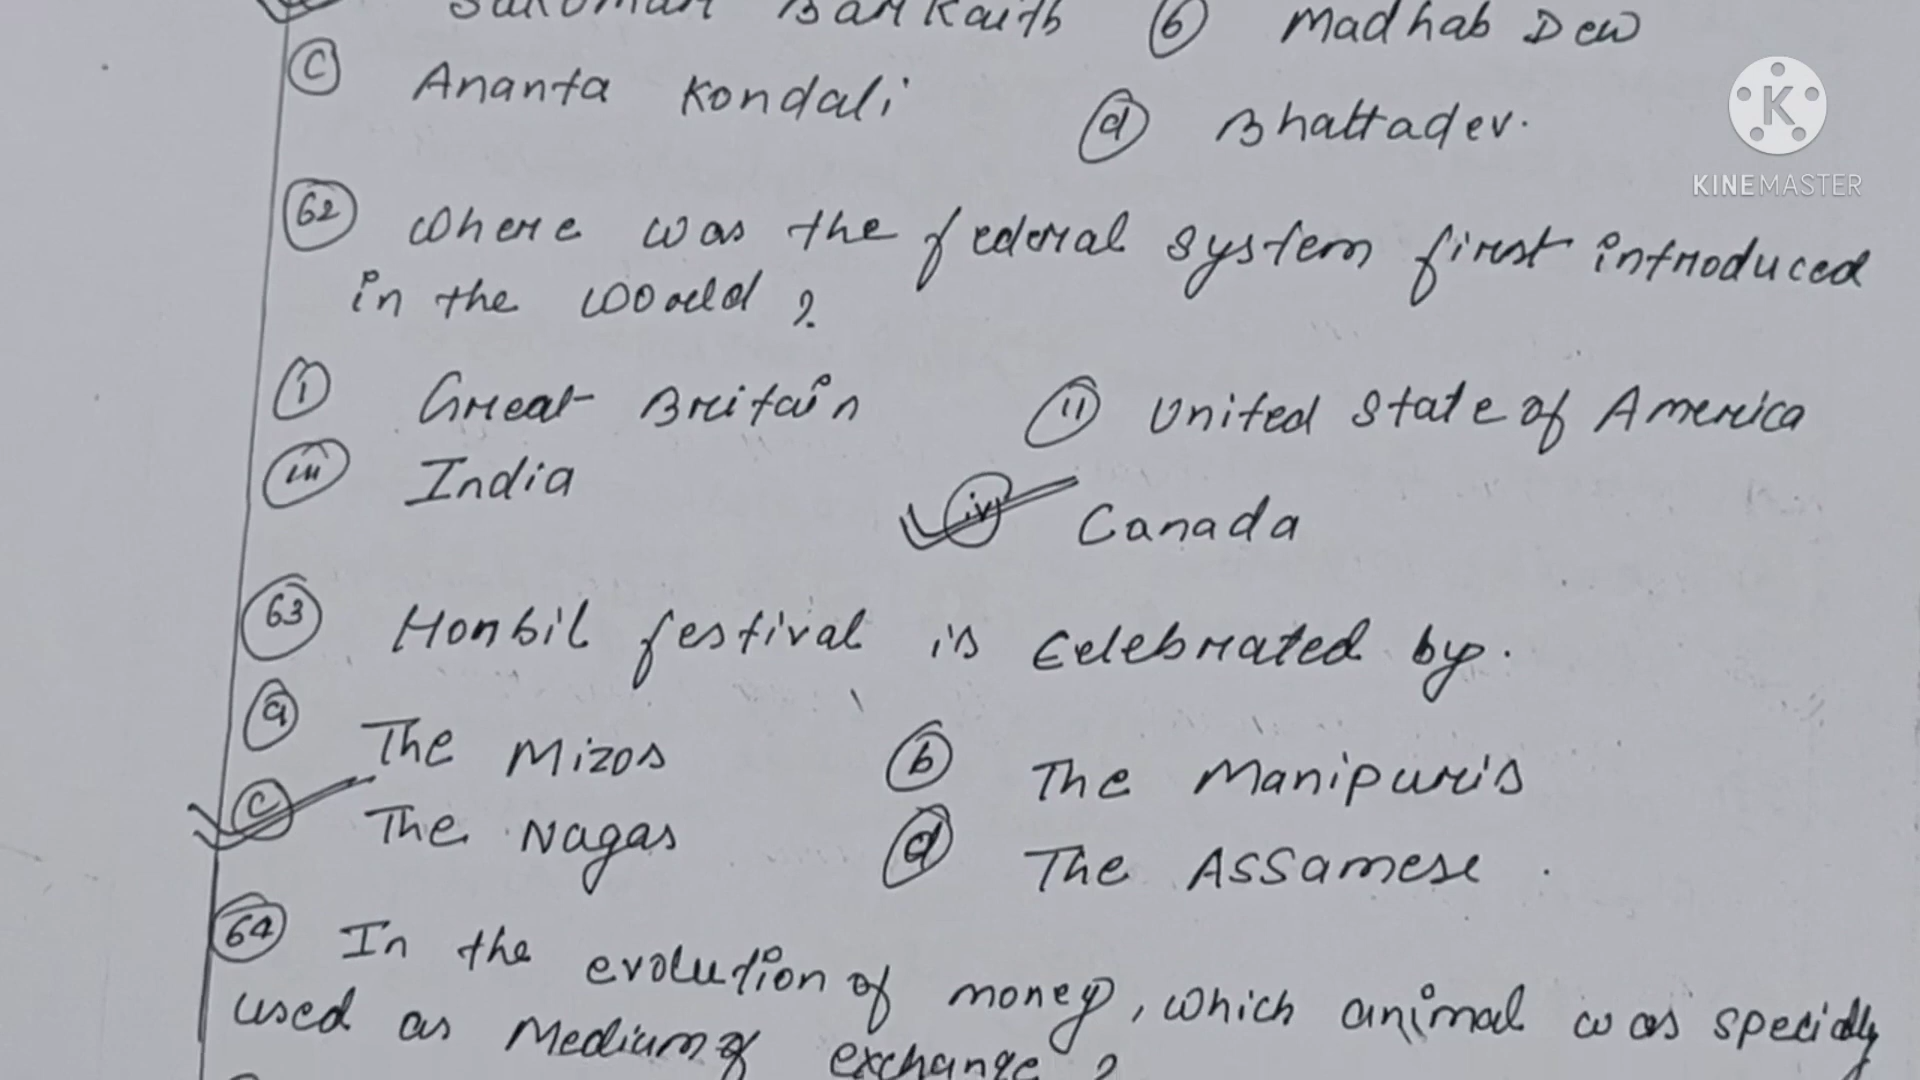 Barkaith ⓑ Madhab Dew
ⓒ Ananta Kondali
ⓓ Bhattadev.
K
KINEMASTER
62 Where was the federal system first introduced
in the world ?
i Great Britain ii United State of America
iii India
iv Canada
63 Honbil festival is celebrated by.
a The Mizos b The Manipuris
c The Nagas d The Assamese .
64 In the evolution of money, which animal was specially
used as Medium of exchange ?